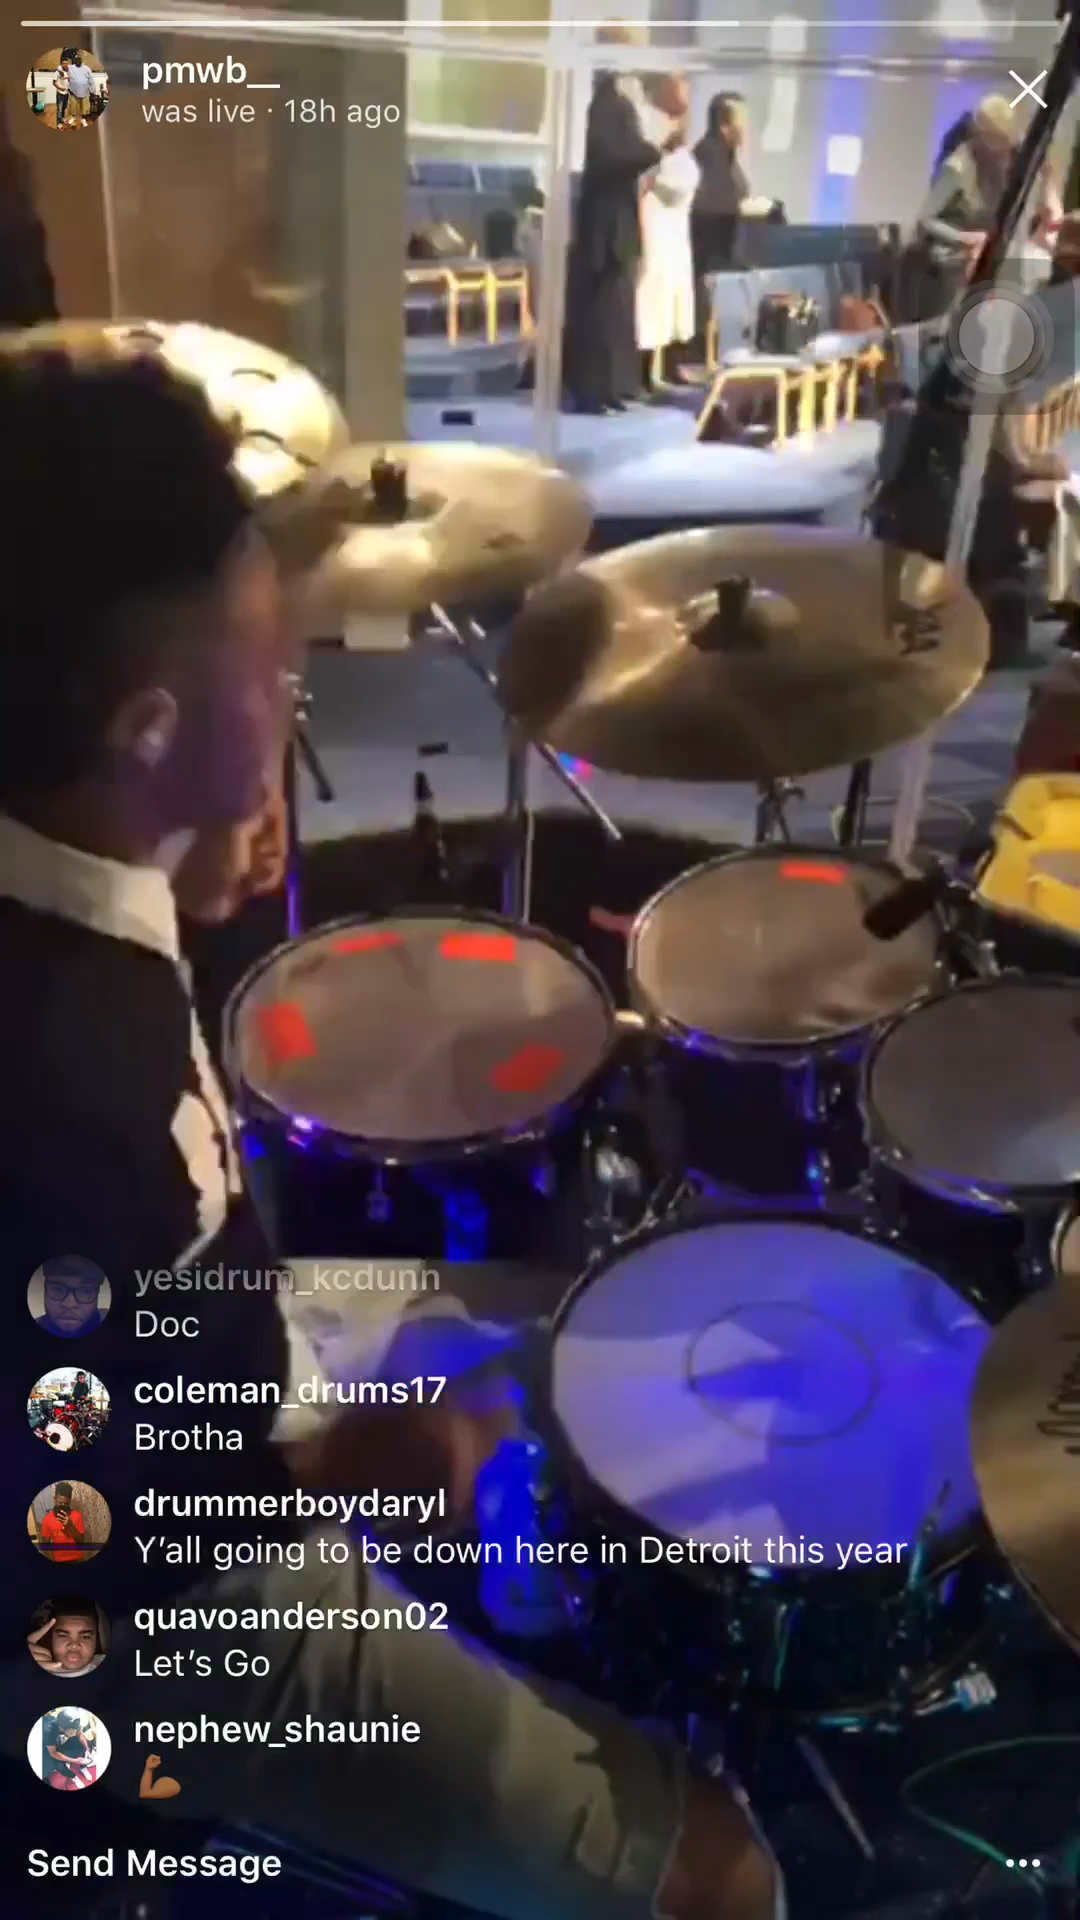 pmwb__
was live · 18h ago
yesidrum_kcdunn
Doc
coleman_drums17
Brotha
drummerboydaryl
Y’all going to be down here in Detroit this year
quavoanderson02
Let’s Go
nephew_shaunie
💪🏾
Send Message